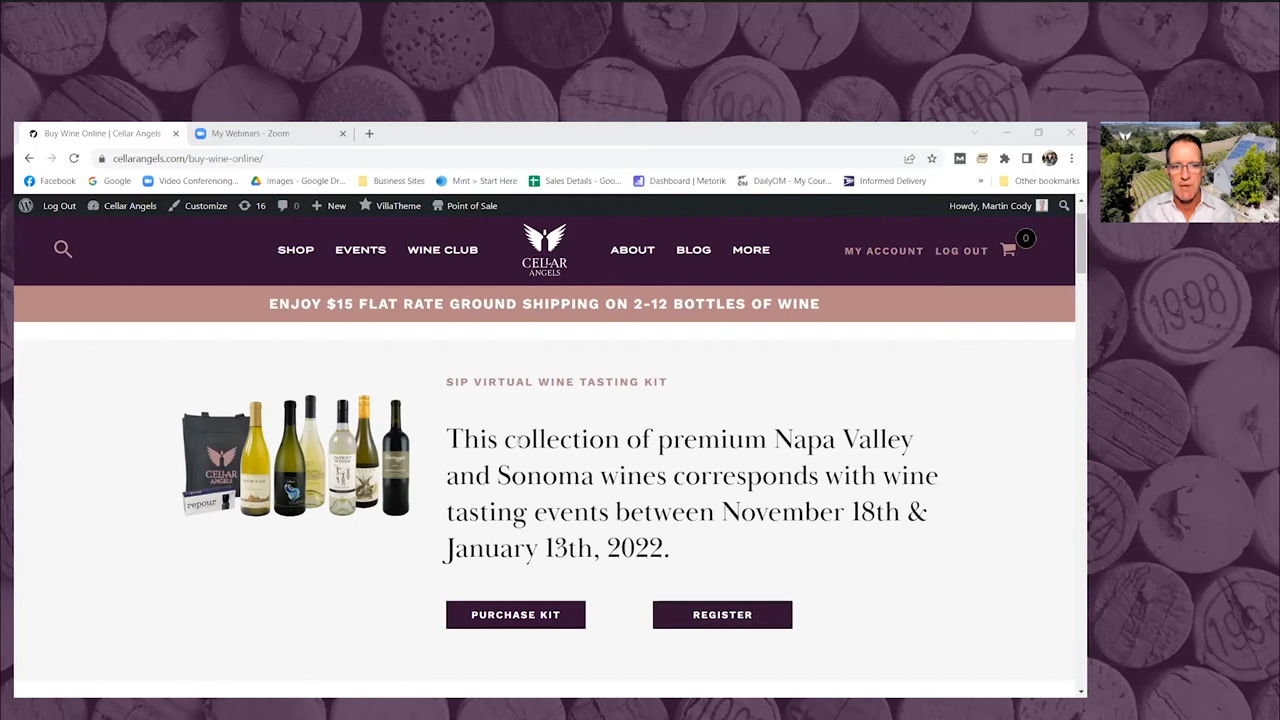 Buy Wine Online | Cellar Angels
My Webinars - Zoom
cellarangels.com/buy-wine-online/
Facebook
Google
Video Conferencing...
Images - Google Dr...
Business Sites
Mint > Start Here
Sales Details - Goo...
Dashboard | Metorik
DailyOM - My Cour...
Informed Delivery
»
Other bookmarks
Log Out
Cellar Angels
Customize
16
0
New
VillaTheme
Point of Sale
Howdy, Martin Cody
SHOP
EVENTS
WINE CLUB
CELLAR
ANGELS
ABOUT
BLOG
MORE
MY ACCOUNT
LOG OUT
0
ENJOY $15 FLAT RATE GROUND SHIPPING ON 2-12 BOTTLES OF WINE
SIP VIRTUAL WINE TASTING KIT
This collection of premium Napa Valley
and Sonoma wines corresponds with wine
tasting events between November 18th &
January 13th, 2022.
PURCHASE KIT
REGISTER
CELLAR
ANGELS
repour
1998
1998